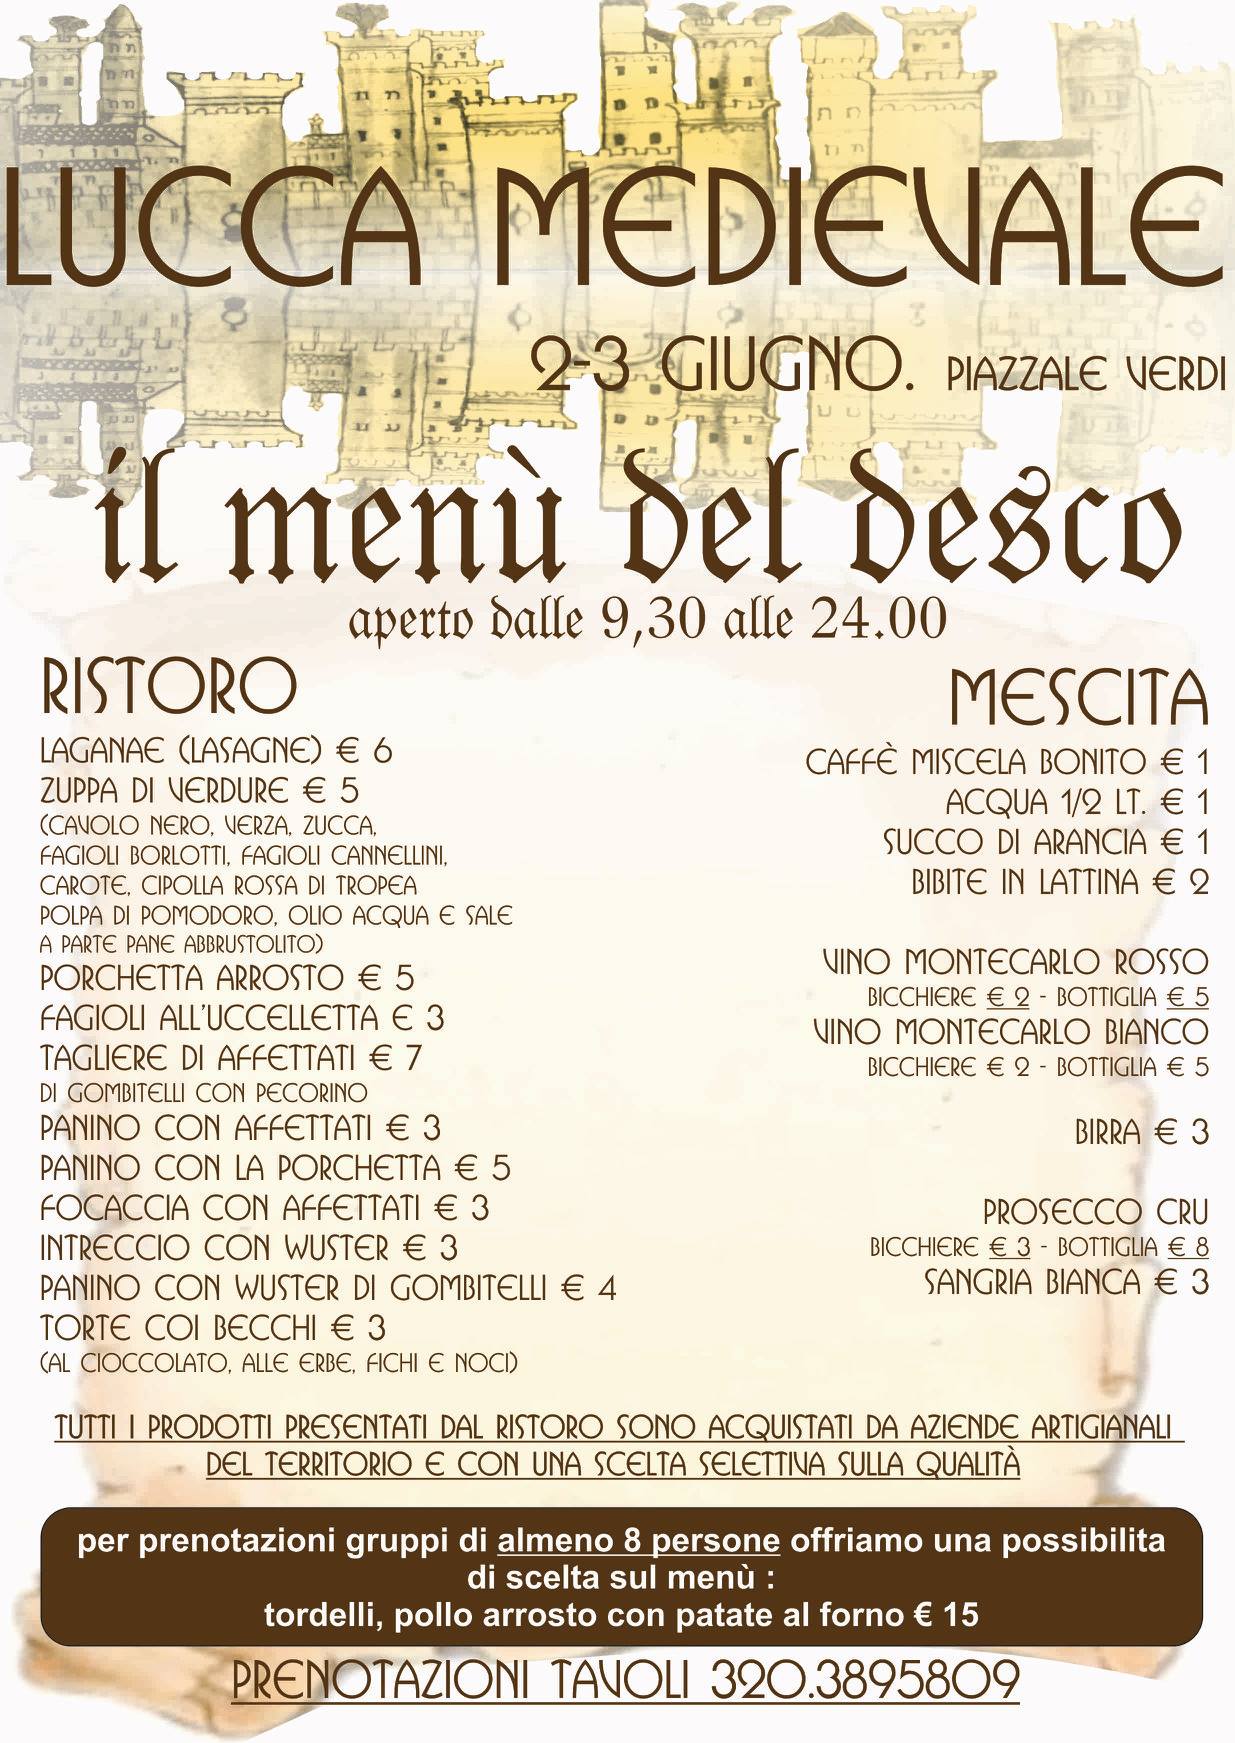 LUCCA MEDIEVALE
2-3 GIUGNO. PIAZZALE VERDI
il menù del desco
aperto dalle 9,30 alle 24.00
RISTORO
LAGANAE (LASAGNE) € 6
ZUPPA DI VERDURE € 5
(CAVOLO NERO, VERZA, ZUCCA,
FAGIOLI BORLOTTI, FAGIOLI CANNELLINI,
CAROTE, CIPOLLA ROSSA DI TROPEA
POLPA DI POMODORO, OLIO ACQUA E SALE
A PARTE PANE ABBRUSTOLITO)
PORCHETTA ARROSTO € 5
FAGIOLI ALL'UCCELLETTA E 3
TAGLIERE DI AFFETTATI € 7
DI GOMBITELLI CON PECORINO
PANINO CON AFFETTATI € 3
PANINO CON LA PORCHETTA € 5
FOCACCIA CON AFFETTATI € 3
INTRECCIO CON WUSTER € 3
PANINO CON WUSTER DI GOMBITELLI € 4
TORTE COI BECCHI € 3
(AL CIOCCOLATO, ALLE ERBE, FICHI E NOCI)
MESCITA
CAFFÈ MISCELA BONITO € 1
ACQUA 1/2 LT. € 1
SUCCO DI ARANCIA € 1
BIBITE IN LATTINA € 2
VINO MONTECARLO ROSSO
BICCHIERE € 2 - BOTTIGLIA € 5
VINO MONTECARLO BIANCO
BICCHIERE € 2 - BOTTIGLIA € 5
BIRRA € 3
PROSECCO CRU
BICCHIERE € 3 - BOTTIGLIA € 8
SANGRIA BIANCA € 3
TUTTI I PRODOTTI PRESENTATI DAL RISTORO SONO ACQUISTATI DA AZIENDE ARTIGIANALI
DEL TERRITORIO E CON UNA SCELTA SELETTIVA SULLA QUALITÀ
per prenotazioni gruppi di almeno 8 persone offriamo una possibilita
di scelta sul menù :
tordelli, pollo arrosto con patate al forno € 15
PRENOTAZIONI TAVOLI 320.3895809